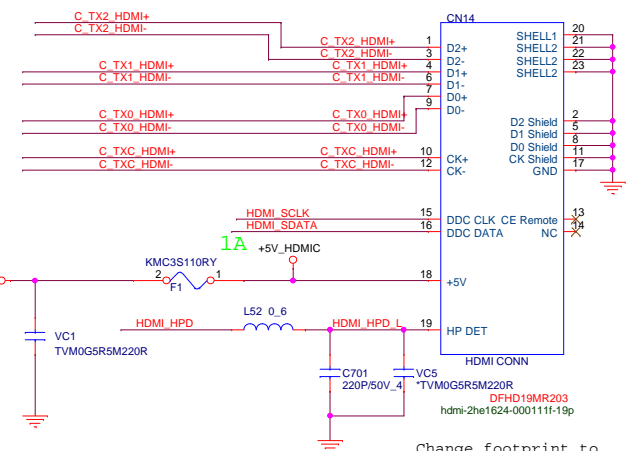 CN14
C_TX2_HDMI+
C_TX2_HDMI-
C_TX2_HDMI+ 1 D2+
C_TX2_HDMI- 3 D2-
C_TX1_HDMI+ C_TX1_HDMI+ 4 D1+
C_TX1_HDMI- C_TX1_HDMI- 6 D1-
7 D0+
9 D0-
C_TX0_HDMI+ C_TX0_HDMI+
C_TX0_HDMI- C_TX0_HDMI-
C_TXC_HDMI+ C_TXC_HDMI+ 10 CK+
C_TXC_HDMI- C_TXC_HDMI- 12 CK-
SHELL1 20
SHELL2 21
SHELL2 22
SHELL2 23
D2 Shield 2
D1 Shield 5
D0 Shield 8
CK Shield 11
GND 17
HDMI_SCLK 15 DDC CLK CE Remote 13
HDMI_SDATA 16 DDC DATA NC 14
1A +5V_HDMIC
KMC3S110RY
2 1 18 +5V
F1
L52 0_6
HDMI_HPD HDMI_HPD_L 19 HP DET
VC1
TVM0G5R5M220R
HDMI CONN
C701
220P/50V_4
VC5
*TVM0G5R5M220R
DFHD19MR203
hdmi-2he1624-000111f-19p
Change footprint to